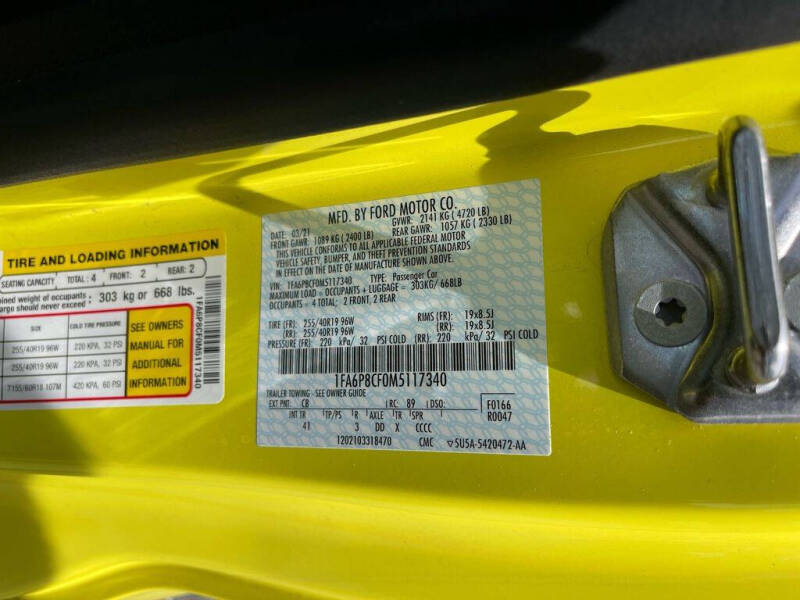 TIRE AND LOADING INFORMATION
SEATING CAPACITY TOTAL : 4 FRONT : 2 REAR : 2
ined weight of occupants
argo should never exceed : 303 kg or 668 lbs.
COLD TIRE PRESSURE SEE OWNERS
255/40R19 96W 220 KPA, 32 PSI MANUAL FOR
255/40R19 96W 220 KPA, 32 PSI ADDITIONAL
T155/60R18 107M 420 KPA, 60 PSI INFORMATION
1FA6P8CF0M5117340
MFD. BY FORD MOTOR CO.
DATE: 03/21 GVWR: 2141 KG ( 4720 LB)
FRONT GAWR: 1089 KG ( 2400 LB) REAR GAWR: 1057 KG ( 2330 LB)
THIS VEHICLE CONFORMS TO ALL APPLICABLE FEDERAL MOTOR
VEHICLE SAFETY, BUMPER, AND THEFT PREVENTION STANDARDS
IN EFFECT ON THE DATE OF MANUFACTURE SHOWN ABOVE.
VIN: 1FA6P8CF0M5117340 TYPE: Passenger Car
MAXIMUM LOAD = OCCUPANTS + LUGGAGE = 303KG/ 668LB
OCCUPANTS = 4 TOTAL: 2 FRONT, 2 REAR
TIRE (FR): 255/40R19 96W RIMS (FR): 19x8.5J
(RR): 255/40R19 96W (RR): 19x8.5J
PRESSURE (FR): 220 kPa/ 32 PSI COLD (RR): 220 kPa/ 32 PSI COLD
1FA6P8CF0M5117340
TRAILER TOWING - SEE OWNER GUIDE
EXT PNT: CB RC: 89 DSO: F0166
INT TR TP/PS R AXLE TR SPR R0047
41 3 DD X CCCC
1202103318470 CMC ▽5U5A-5420472-AA